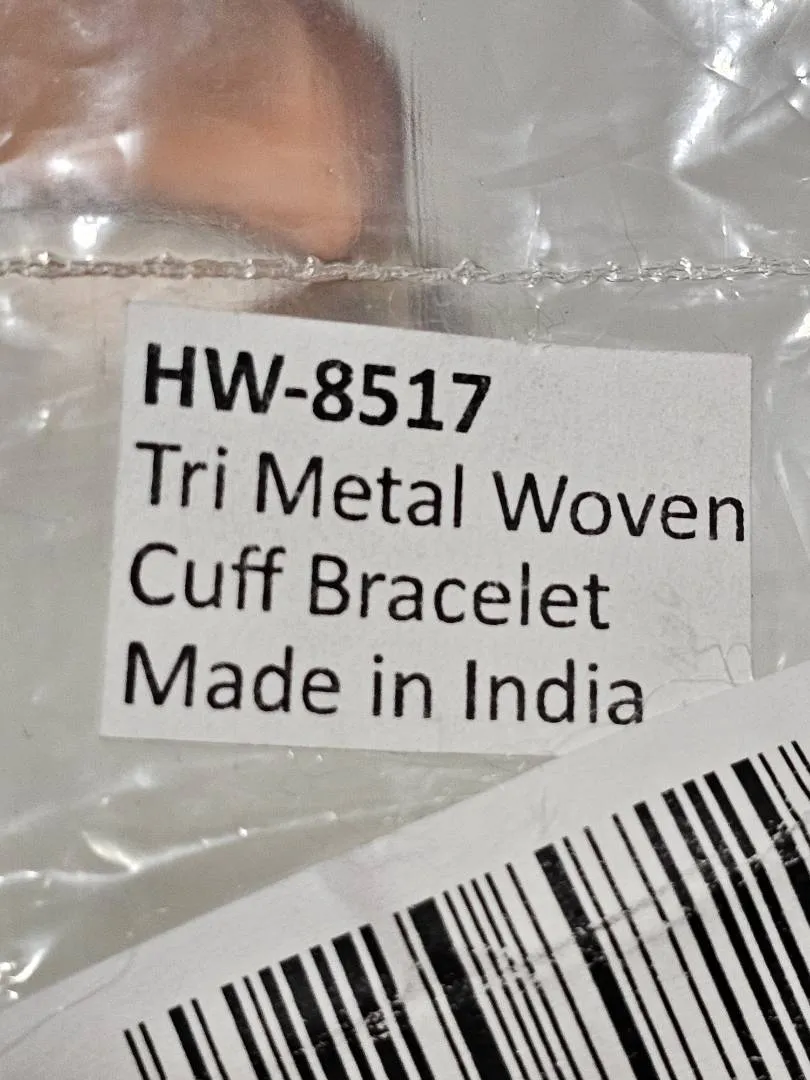 HW-8517
Tri Metal Woven
Cuff Bracelet
Made in India